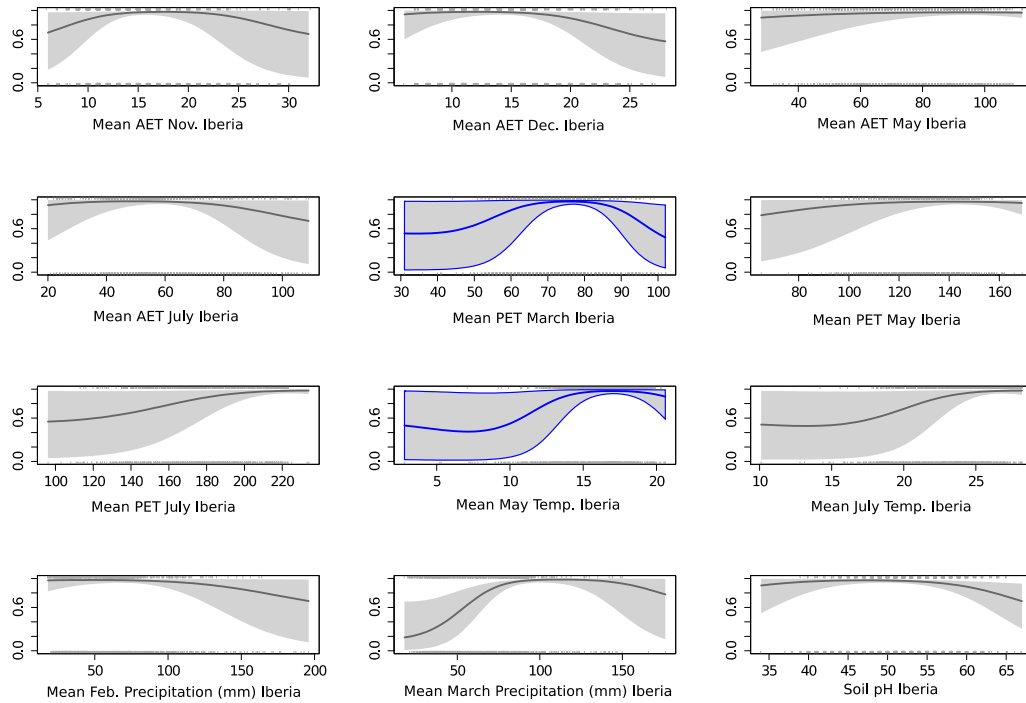 0.0 0.6
5 10 15 20 25 30
Mean AET Nov. Iberia
0.0 0.6
10 15 20 25
Mean AET Dec. Iberia
0.0 0.6
40 60 80 100
Mean AET May Iberia
0.0 0.6
20 40 60 80 100
Mean AET July Iberia
0.0 0.6
30 40 50 60 70 80 90 100
Mean PET March Iberia
0.0 0.6
80 100 120 140 160
Mean PET May Iberia
0.0 0.6
100 120 140 160 180 200 220
Mean PET July Iberia
0.0 0.6
5 10 15 20
Mean May Temp. Iberia
0.0 0.6
10 15 20 25
Mean July Temp. Iberia
0.0 0.6
50 100 150 200
Mean Feb. Precipitation (mm) Iberia
0.0 0.6
50 100 150
Mean March Precipitation (mm) Iberia
0.0 0.6
35 40 45 50 55 60 65
Soil pH Iberia